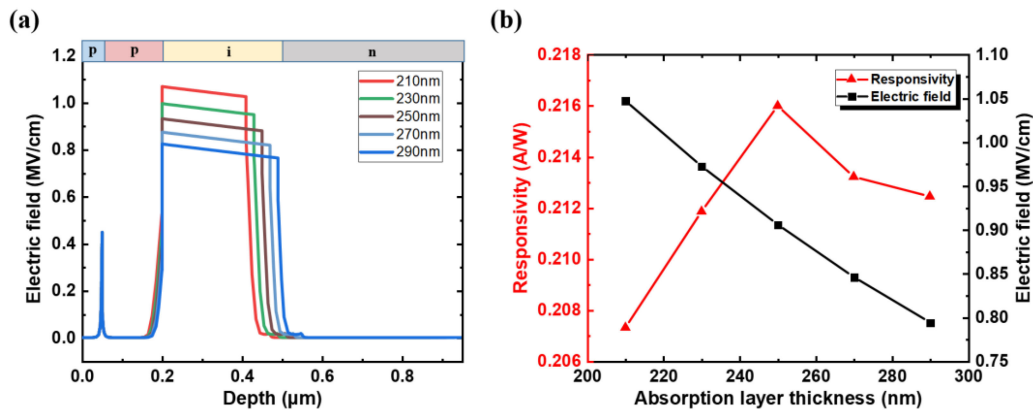 (a)
p p i n
Electric field (MV/cm)
1.2
1.0
0.8
0.6
0.4
0.2
0.0
210nm
230nm
250nm
270nm
290nm
0.0 0.2 0.4 0.6 0.8
Depth (μm)
(b)
Responsivity (A/W)
0.218
0.216
0.214
0.212
0.210
0.208
0.206
Responsivity
Electric field
1.10
1.05
1.00
0.95
0.90
0.85
0.80
0.75
Electric field (MV/cm)
200 220 240 260 280 300
Absorption layer thickness (nm)